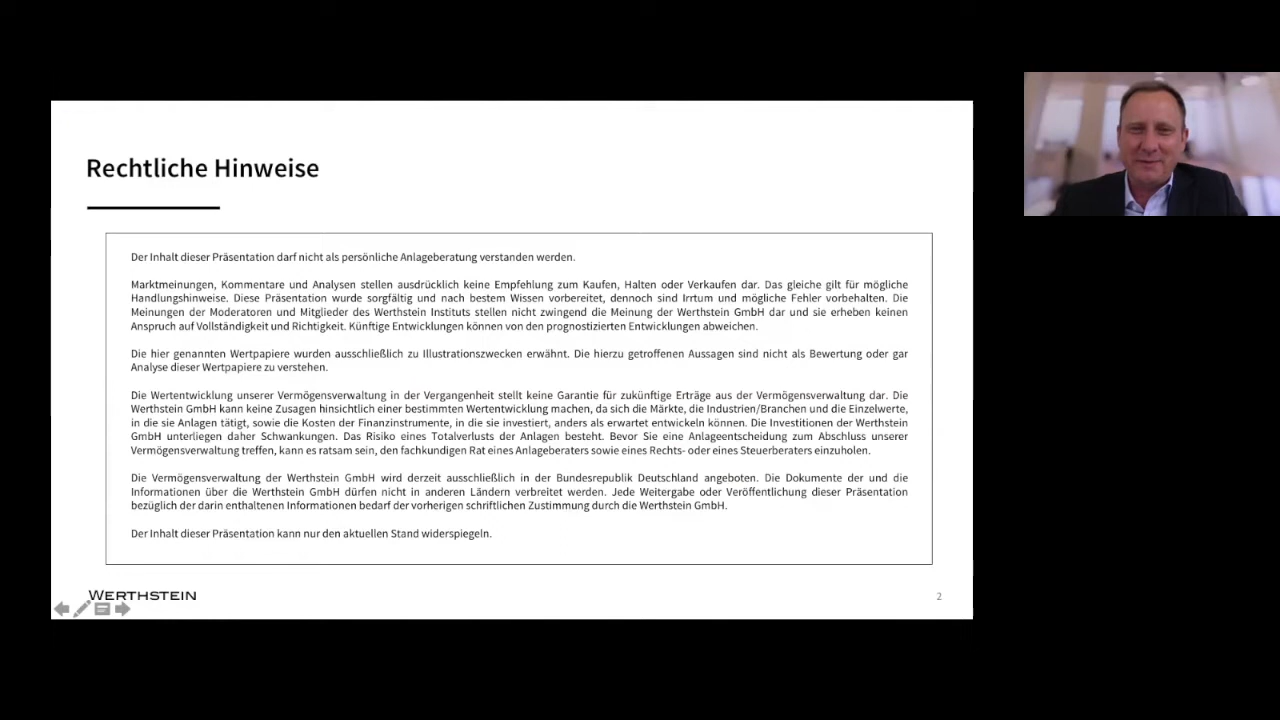 Rechtliche Hinweise
Der Inhalt dieser Präsentation darf nicht als persönliche Anlageberatung verstanden werden.
Marktmeinungen, Kommentare und Analysen stellen ausdrücklich keine Empfehlung zum Kaufen, Halten oder Verkaufen dar. Das gleiche gilt für mögliche
Handlungshinweise. Diese Präsentation wurde sorgfältig und nach bestem Wissen vorbereitet, dennoch sind Irrtum und mögliche Fehler vorbehalten. Die
Meinungen der Moderatoren und Mitglieder des Werthstein Instituts stellen nicht zwingend die Meinung der Werthstein GmbH dar und sie erheben keinen
Anspruch auf Vollständigkeit und Richtigkeit. Künftige Entwicklungen können von den prognostizierten Entwicklungen abweichen.
Die hier genannten Wertpapiere wurden ausschließlich zu Illustrationszwecken erwähnt. Die hierzu getroffenen Aussagen sind nicht als Bewertung oder gar
Analyse dieser Wertpapiere zu verstehen.
Die Wertentwicklung unserer Vermögensverwaltung in der Vergangenheit stellt keine Garantie für zukünftige Erträge aus der Vermögensverwaltung dar. Die
Werthstein GmbH kann keine Zusagen hinsichtlich einer bestimmten Wertentwicklung machen, da sich die Märkte, die Industrien/Branchen und die Einzelwerte,
in die sie Anlagen tätigt, sowie die Kosten der Finanzinstrumente, in die sie investiert, anders als erwartet entwickeln können. Die Investitionen der Werthstein
GmbH unterliegen daher Schwankungen. Das Risiko eines Totalverlusts der Anlagen besteht. Bevor Sie eine Anlageentscheidung zum Abschluss unserer
Vermögensverwaltung treffen, kann es ratsam sein, den fachkundigen Rat eines Anlageberaters sowie eines Rechts- oder eines Steuerberaters einzuholen.
Die Vermögensverwaltung der Werthstein GmbH wird derzeit ausschließlich in der Bundesrepublik Deutschland angeboten. Die Dokumente der und die
Informationen über die Werthstein GmbH dürfen nicht in anderen Ländern verbreitet werden. Jede Weitergabe oder Veröffentlichung dieser Präsentation
bezüglich der darin enthaltenen Informationen bedarf der vorherigen schriftlichen Zustimmung durch die Werthstein GmbH.
Der Inhalt dieser Präsentation kann nur den aktuellen Stand widerspiegeln.
WERTHSTEIN
2